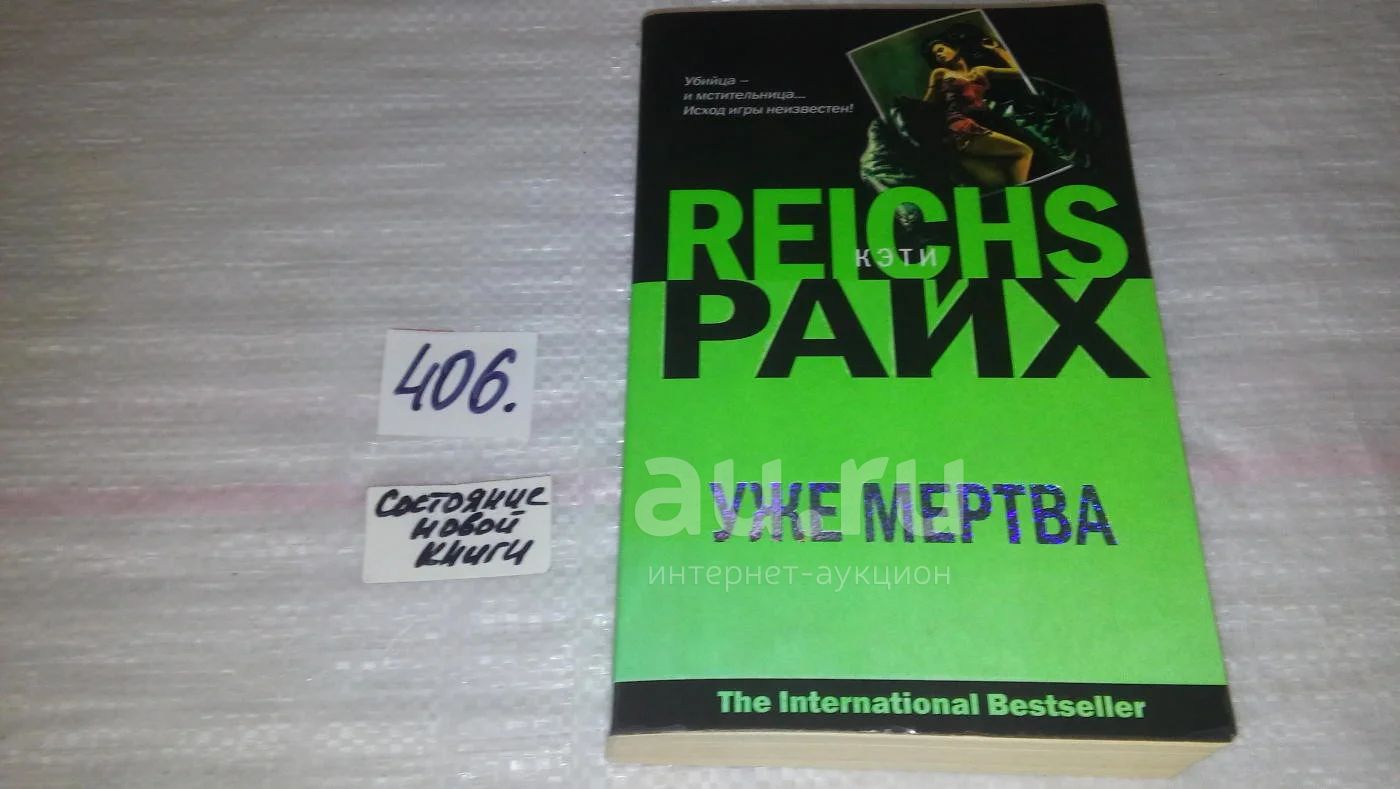 Убийца –
и мстительница...
Исход игры неизвестен!
REICHS
КЭТИ
РАЙХ
406.
Состояние
новой
книги
au.ru
УЖЕ МЕРТВА
интернет-аукцион
The International Bestseller